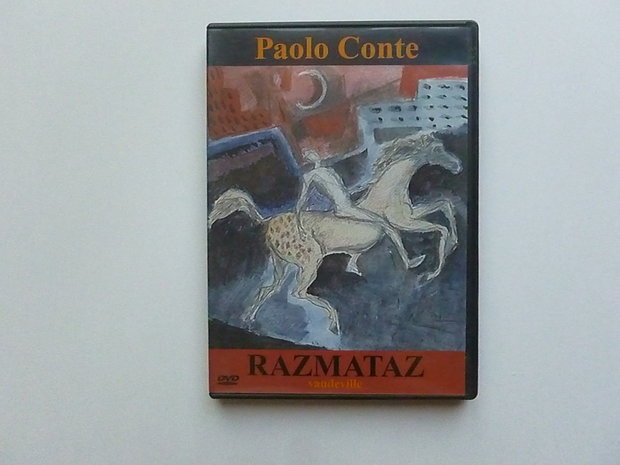 Paolo Conte
RAZMATAZ
DVD
vaudeville